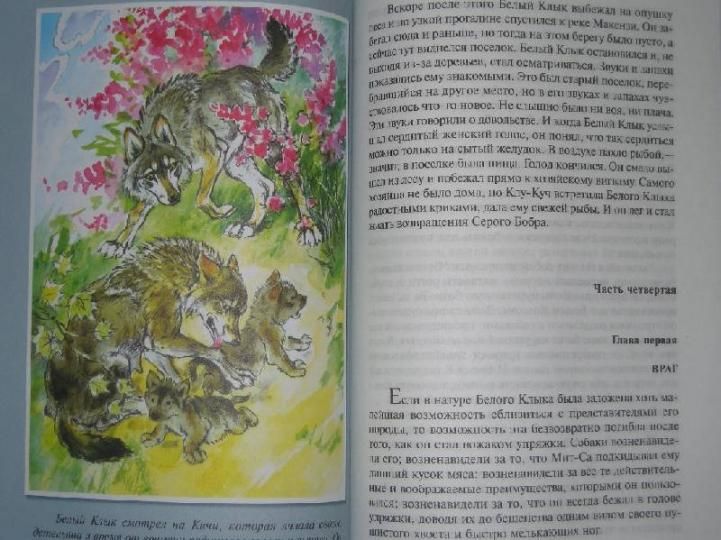 Белый Клык смотрел на Кичи, которая лизала своего
детеныша и время от времени
Вскоре после этого Белый Клык выбежал на опушку
леса и по узкой прогалине спустился к реке Макензи. Он за-
бегал сюда и раньше, но тогда на этом берегу было пусто, а
сейчас тут виднелся поселок. Белый Клык остановился и, не
выходя из-за деревьев, стал осматриваться. Звуки и запахи
показались ему знакомыми. Это был старый поселок, пере-
бравшийся на другое место, но в его звуках и запахах чув-
ствовалось что-то новое. Не слышно было ни воя, ни плача.
Эти звуки говорили о довольстве. И когда Белый Клык услы-
шал сердитый женский голос, он понял, что так сердиться
можно только на сытый желудок. В воздухе пахло рыбой, —
значит, в поселке была пища. Голод кончился. Он смело вы-
шел из лесу и побежал прямо к хозяйскому вигваму. Самого
хозяина не было дома, но Клу-Куч встретила Белого Клыка
радостными криками, дала ему свежей рыбы. И он лег и стал
ждать возвращения Серого Бобра.
Часть четвертая
Глава первая
ВРАГ
Если в натуре Белого Клыка была заложена хоть ма-
лейшая возможность сблизиться с представителями его
породы, то возможность эта безвозвратно погибла после
того, как он стал вожаком упряжки. Собаки возненавиде-
ли его; возненавидели за то, что Мит-Са подкидывал ему
лишний кусок мяса; возненавидели за все те действитель-
ные и воображаемые преимущества, которыми он пользо-
вался; возненавидели за то, что он всегда бежал в голове
упряжки, доводя их до бешенства одним видом своего пу-
шистого хвоста и быстро мелькающих ног.